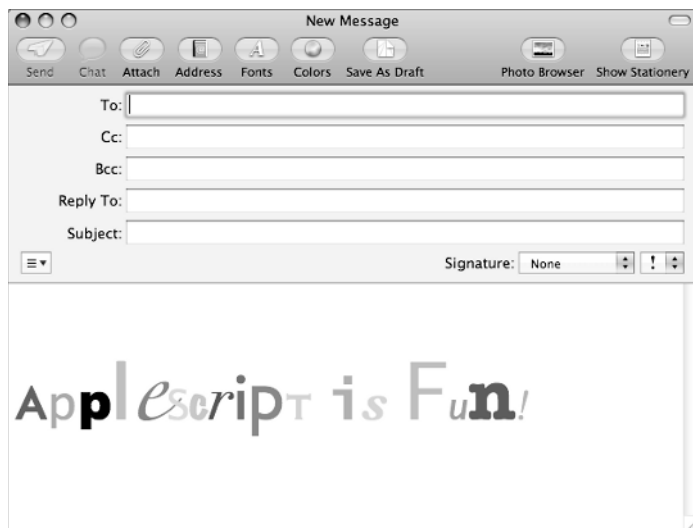 New Message
Send Chat Attach Address Fonts Colors Save As Draft Photo Browser Show Stationery
To:
Cc:
Bcc:
Reply To:
Subject:
Signature: None !
Applescript is Fun!